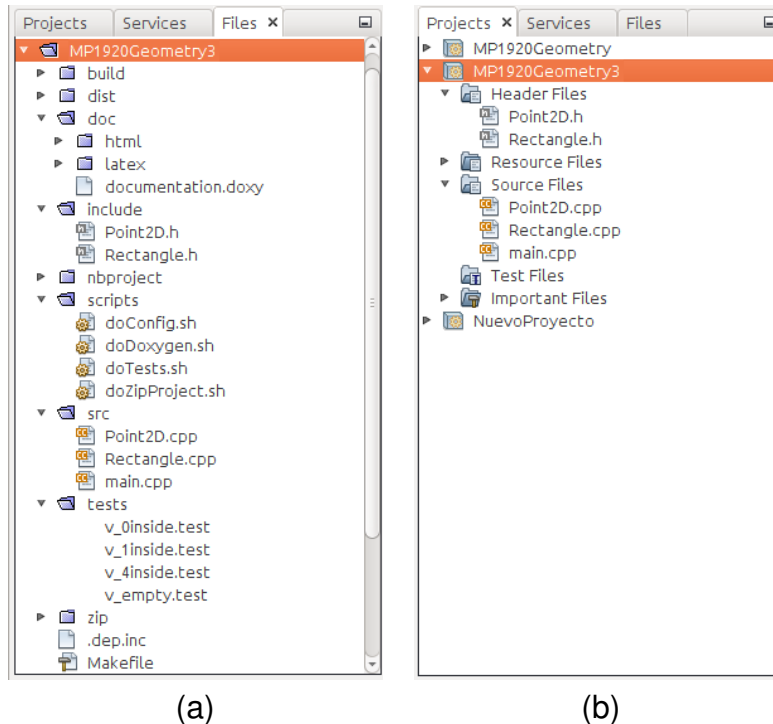 Projects Services Files ×
MP1920Geometry3
build
dist
doc
html
latex
documentation.doxy
include
Point2D.h
Rectangle.h
nbproject
scripts
doConfig.sh
doDoxygen.sh
doTests.sh
doZipProject.sh
src
Point2D.cpp
Rectangle.cpp
main.cpp
tests
v_0inside.test
v_1inside.test
v_4inside.test
v_empty.test
zip
.dep.inc
Makefile
(a)
Projects × Services Files
MP1920Geometry
MP1920Geometry3
Header Files
Point2D.h
Rectangle.h
Resource Files
Source Files
Point2D.cpp
Rectangle.cpp
main.cpp
Test Files
Important Files
NuevoProyecto
(b)